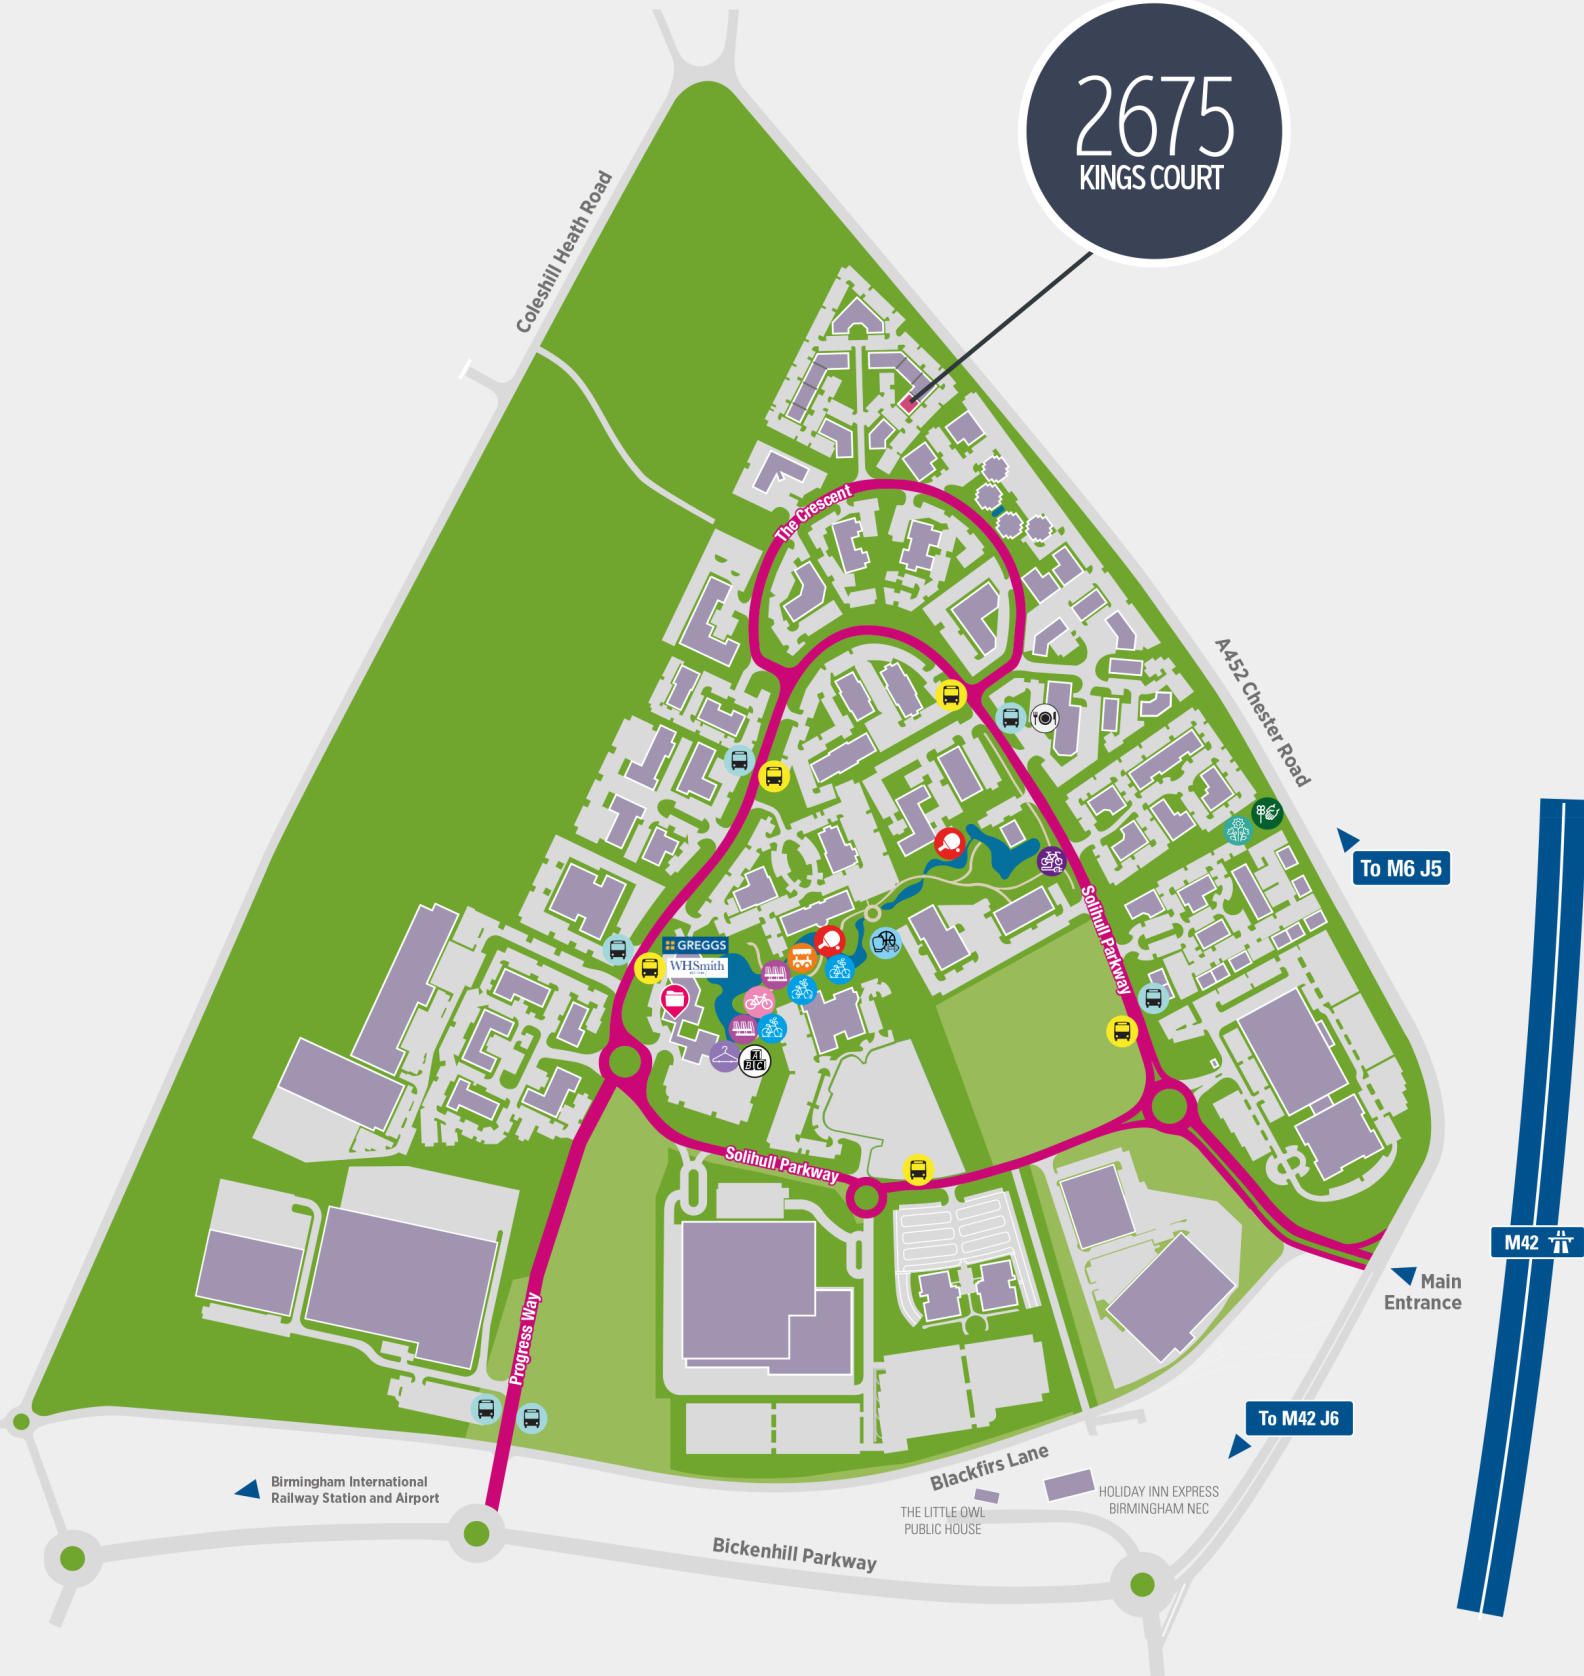 2675
KINGS COURT
Coleshill Heath Road
The Crescent
A452 Chester Road
To M6 J5
Solihull Parkway
GREGGS
WHSmith
A
B C
Solihull Parkway
M42
Main
Entrance
Progress Way
To M42 J6
Blackfirs Lane
Birmingham International
Railway Station and Airport
HOLIDAY INN EXPRESS
BIRMINGHAM NEC
THE LITTLE OWL
PUBLIC HOUSE
Bickenhill Parkway